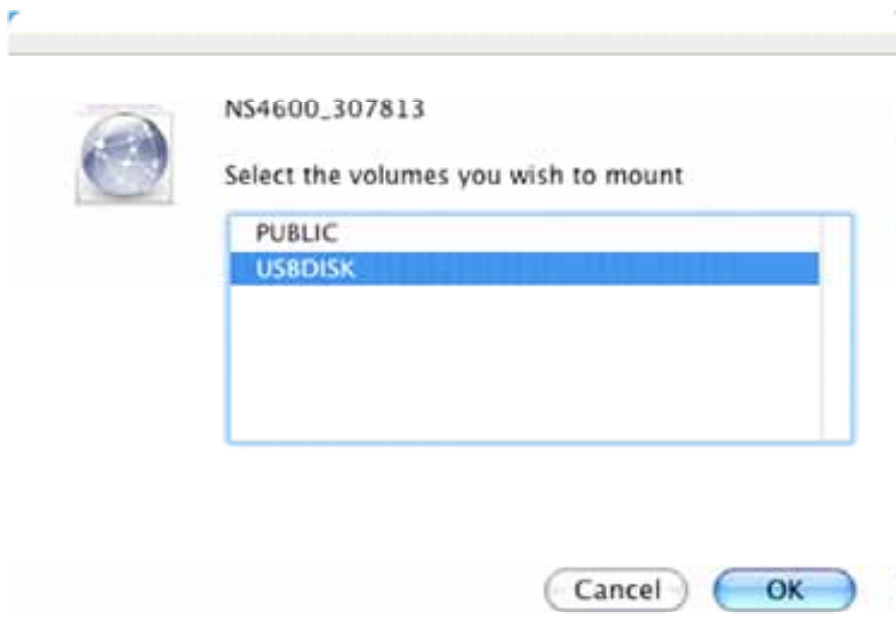 NS4600_307813
Select the volumes you wish to mount
PUBLIC
USBDISK
Cancel
OK